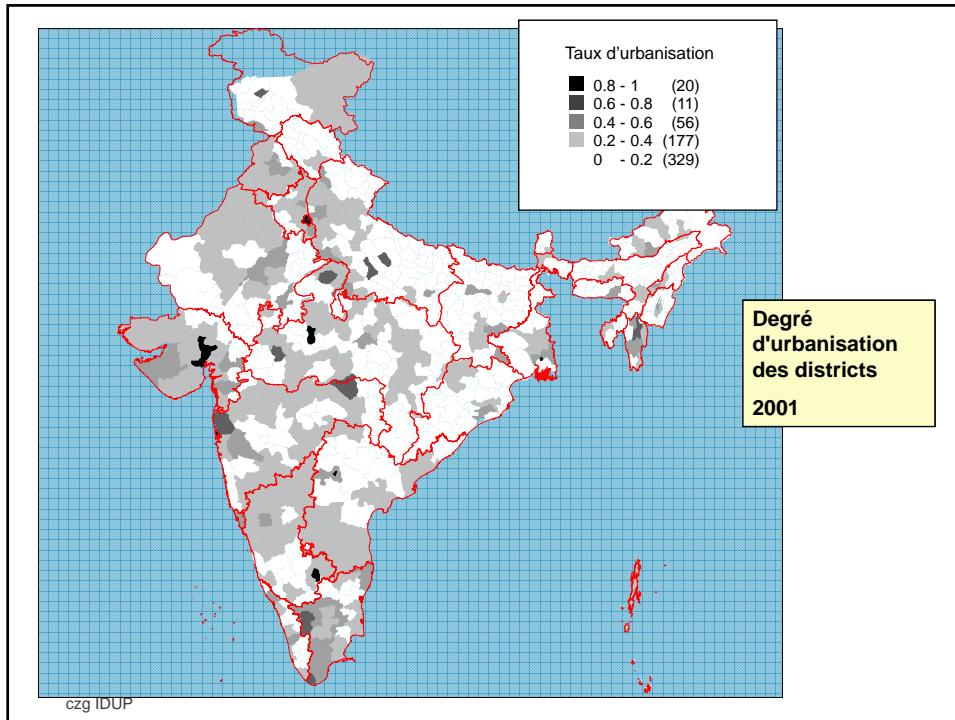 Taux d'urbanisation
0.8 - 1 (20)
0.6 - 0.8 (11)
0.4 - 0.6 (56)
0.2 - 0.4 (177)
0 - 0.2 (329)
Degré
d'urbanisation
des districts
2001
czg IDUP